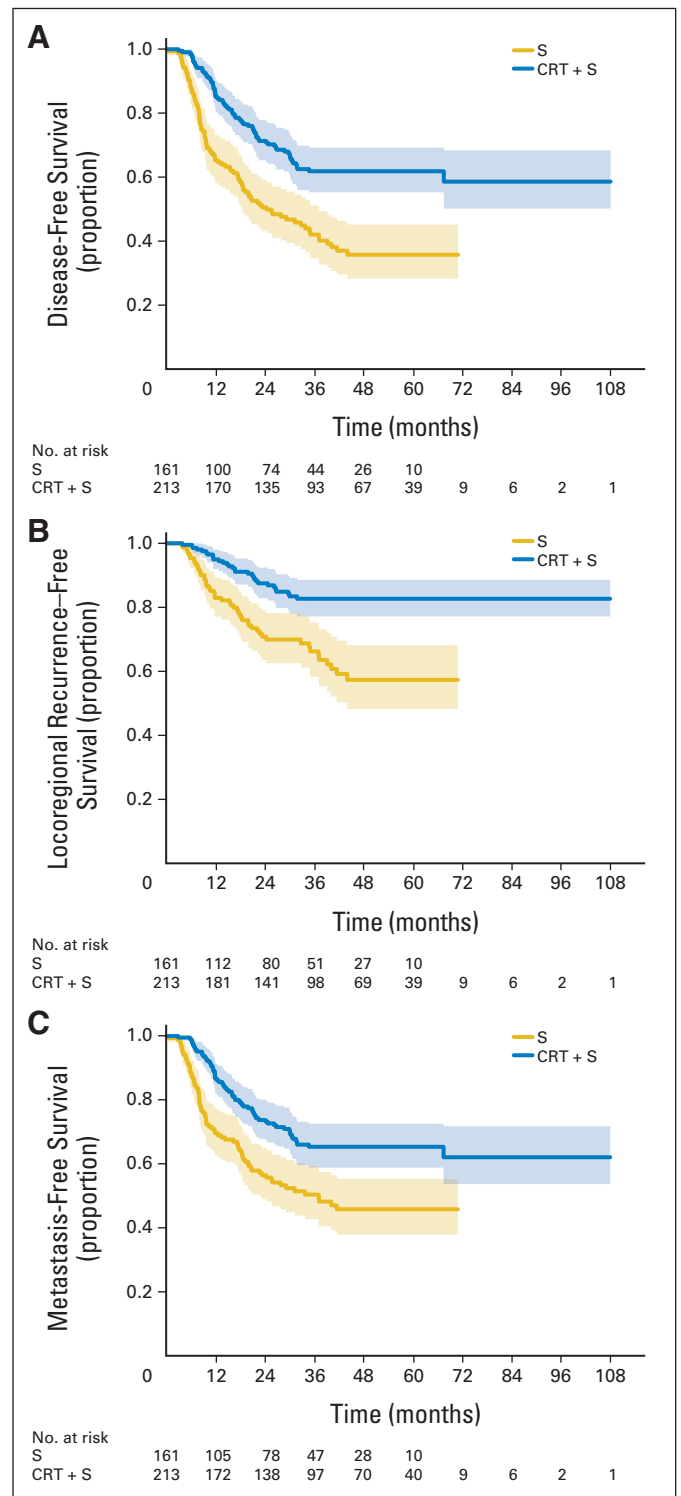 A
S
CRT + S
Disease-Free Survival
(proportion)
1.0
0.8
0.6
0.4
0.2
0 12 24 36 48 60 72 84 96 108
Time (months)
No. at risk
S 161 100 74 44 26 10
CRT + S 213 170 135 93 67 39 9 6 2 1
B
S
CRT + S
Locoregional Recurrence–Free
Survival (proportion)
1.0
0.8
0.6
0.4
0.2
0 12 24 36 48 60 72 84 96 108
Time (months)
No. at risk
S 161 112 80 51 27 10
CRT + S 213 181 141 98 69 39 9 6 2 1
C
S
CRT + S
Metastasis-Free Survival
(proportion)
1.0
0.8
0.6
0.4
0.2
0 12 24 36 48 60 72 84 96 108
Time (months)
No. at risk
S 161 105 78 47 28 10
CRT + S 213 172 138 97 70 40 9 6 2 1